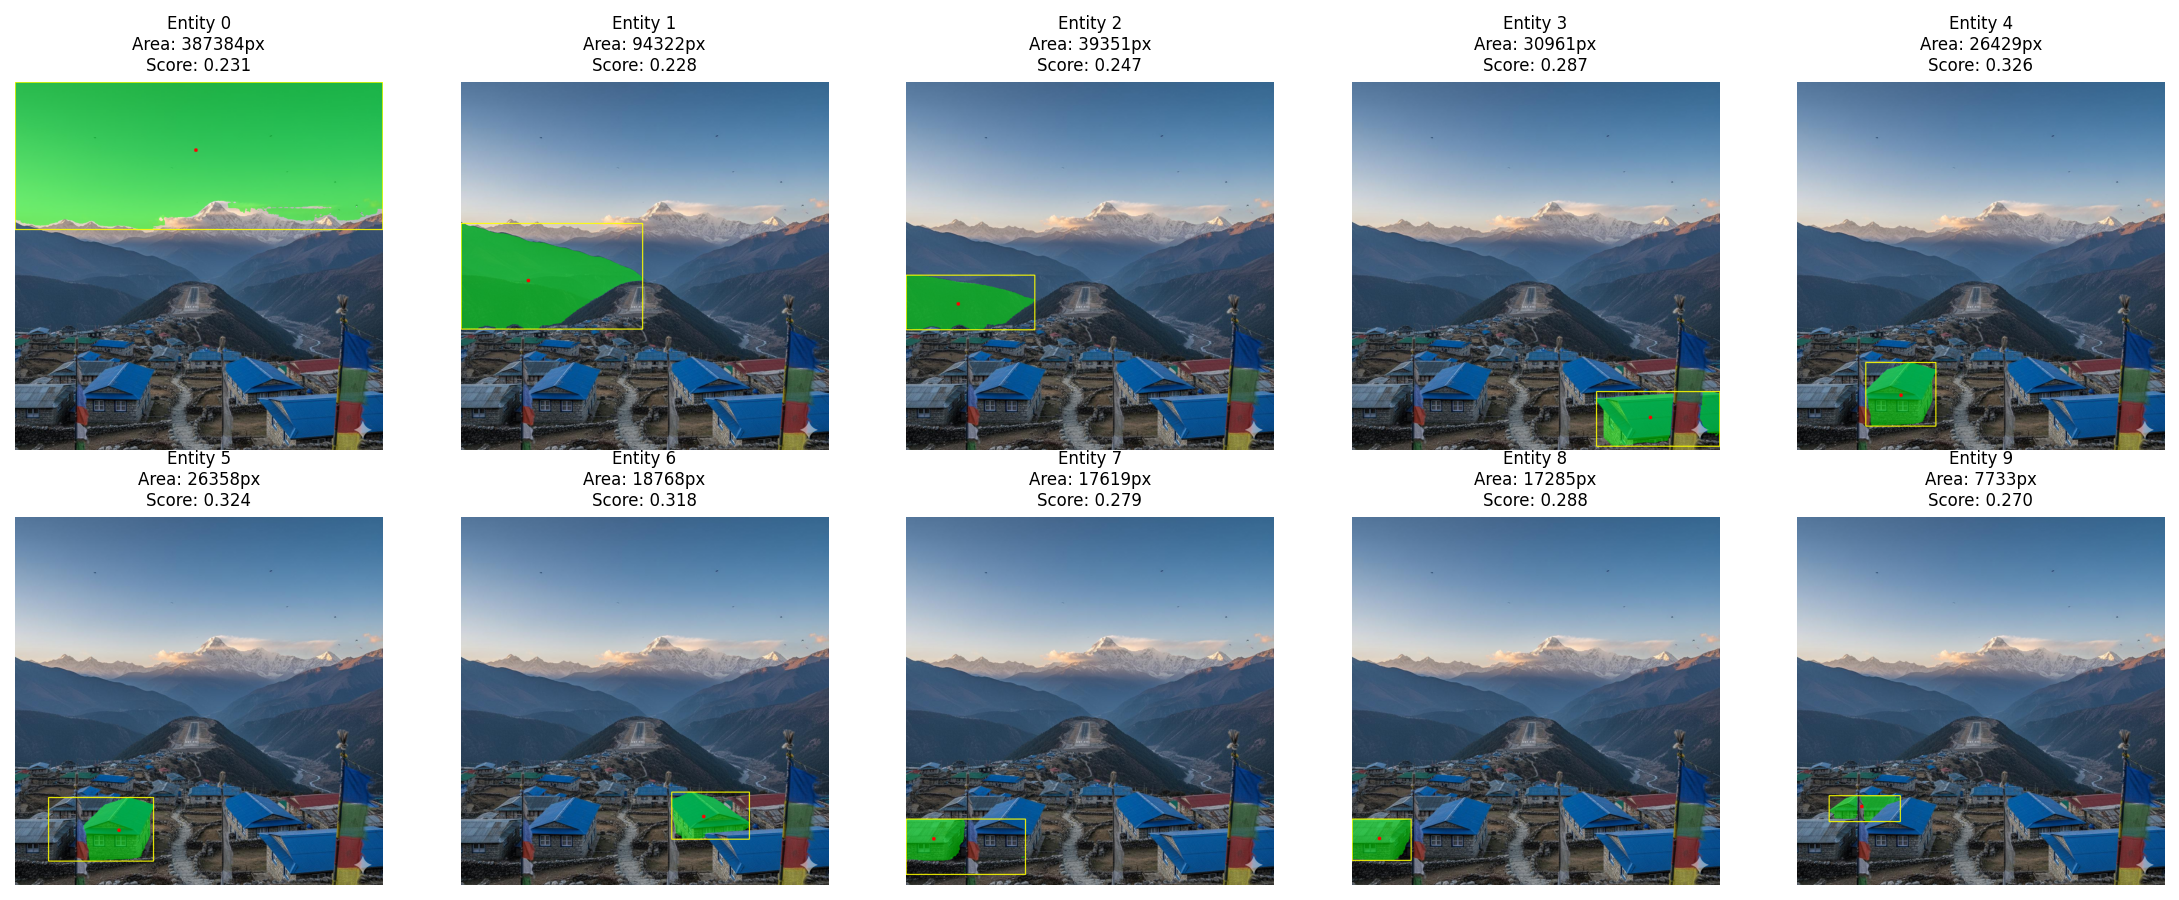 Entity 0
Area: 387384px
Score: 0.231
Entity 1
Area: 94322px
Score: 0.228
Entity 2
Area: 39351px
Score: 0.247
Entity 3
Area: 30961px
Score: 0.287
Entity 4
Area: 26429px
Score: 0.326
Entity 5
Area: 26358px
Score: 0.324
Entity 6
Area: 18768px
Score: 0.318
Entity 7
Area: 17619px
Score: 0.279
Entity 8
Area: 17285px
Score: 0.288
Entity 9
Area: 7733px
Score: 0.270